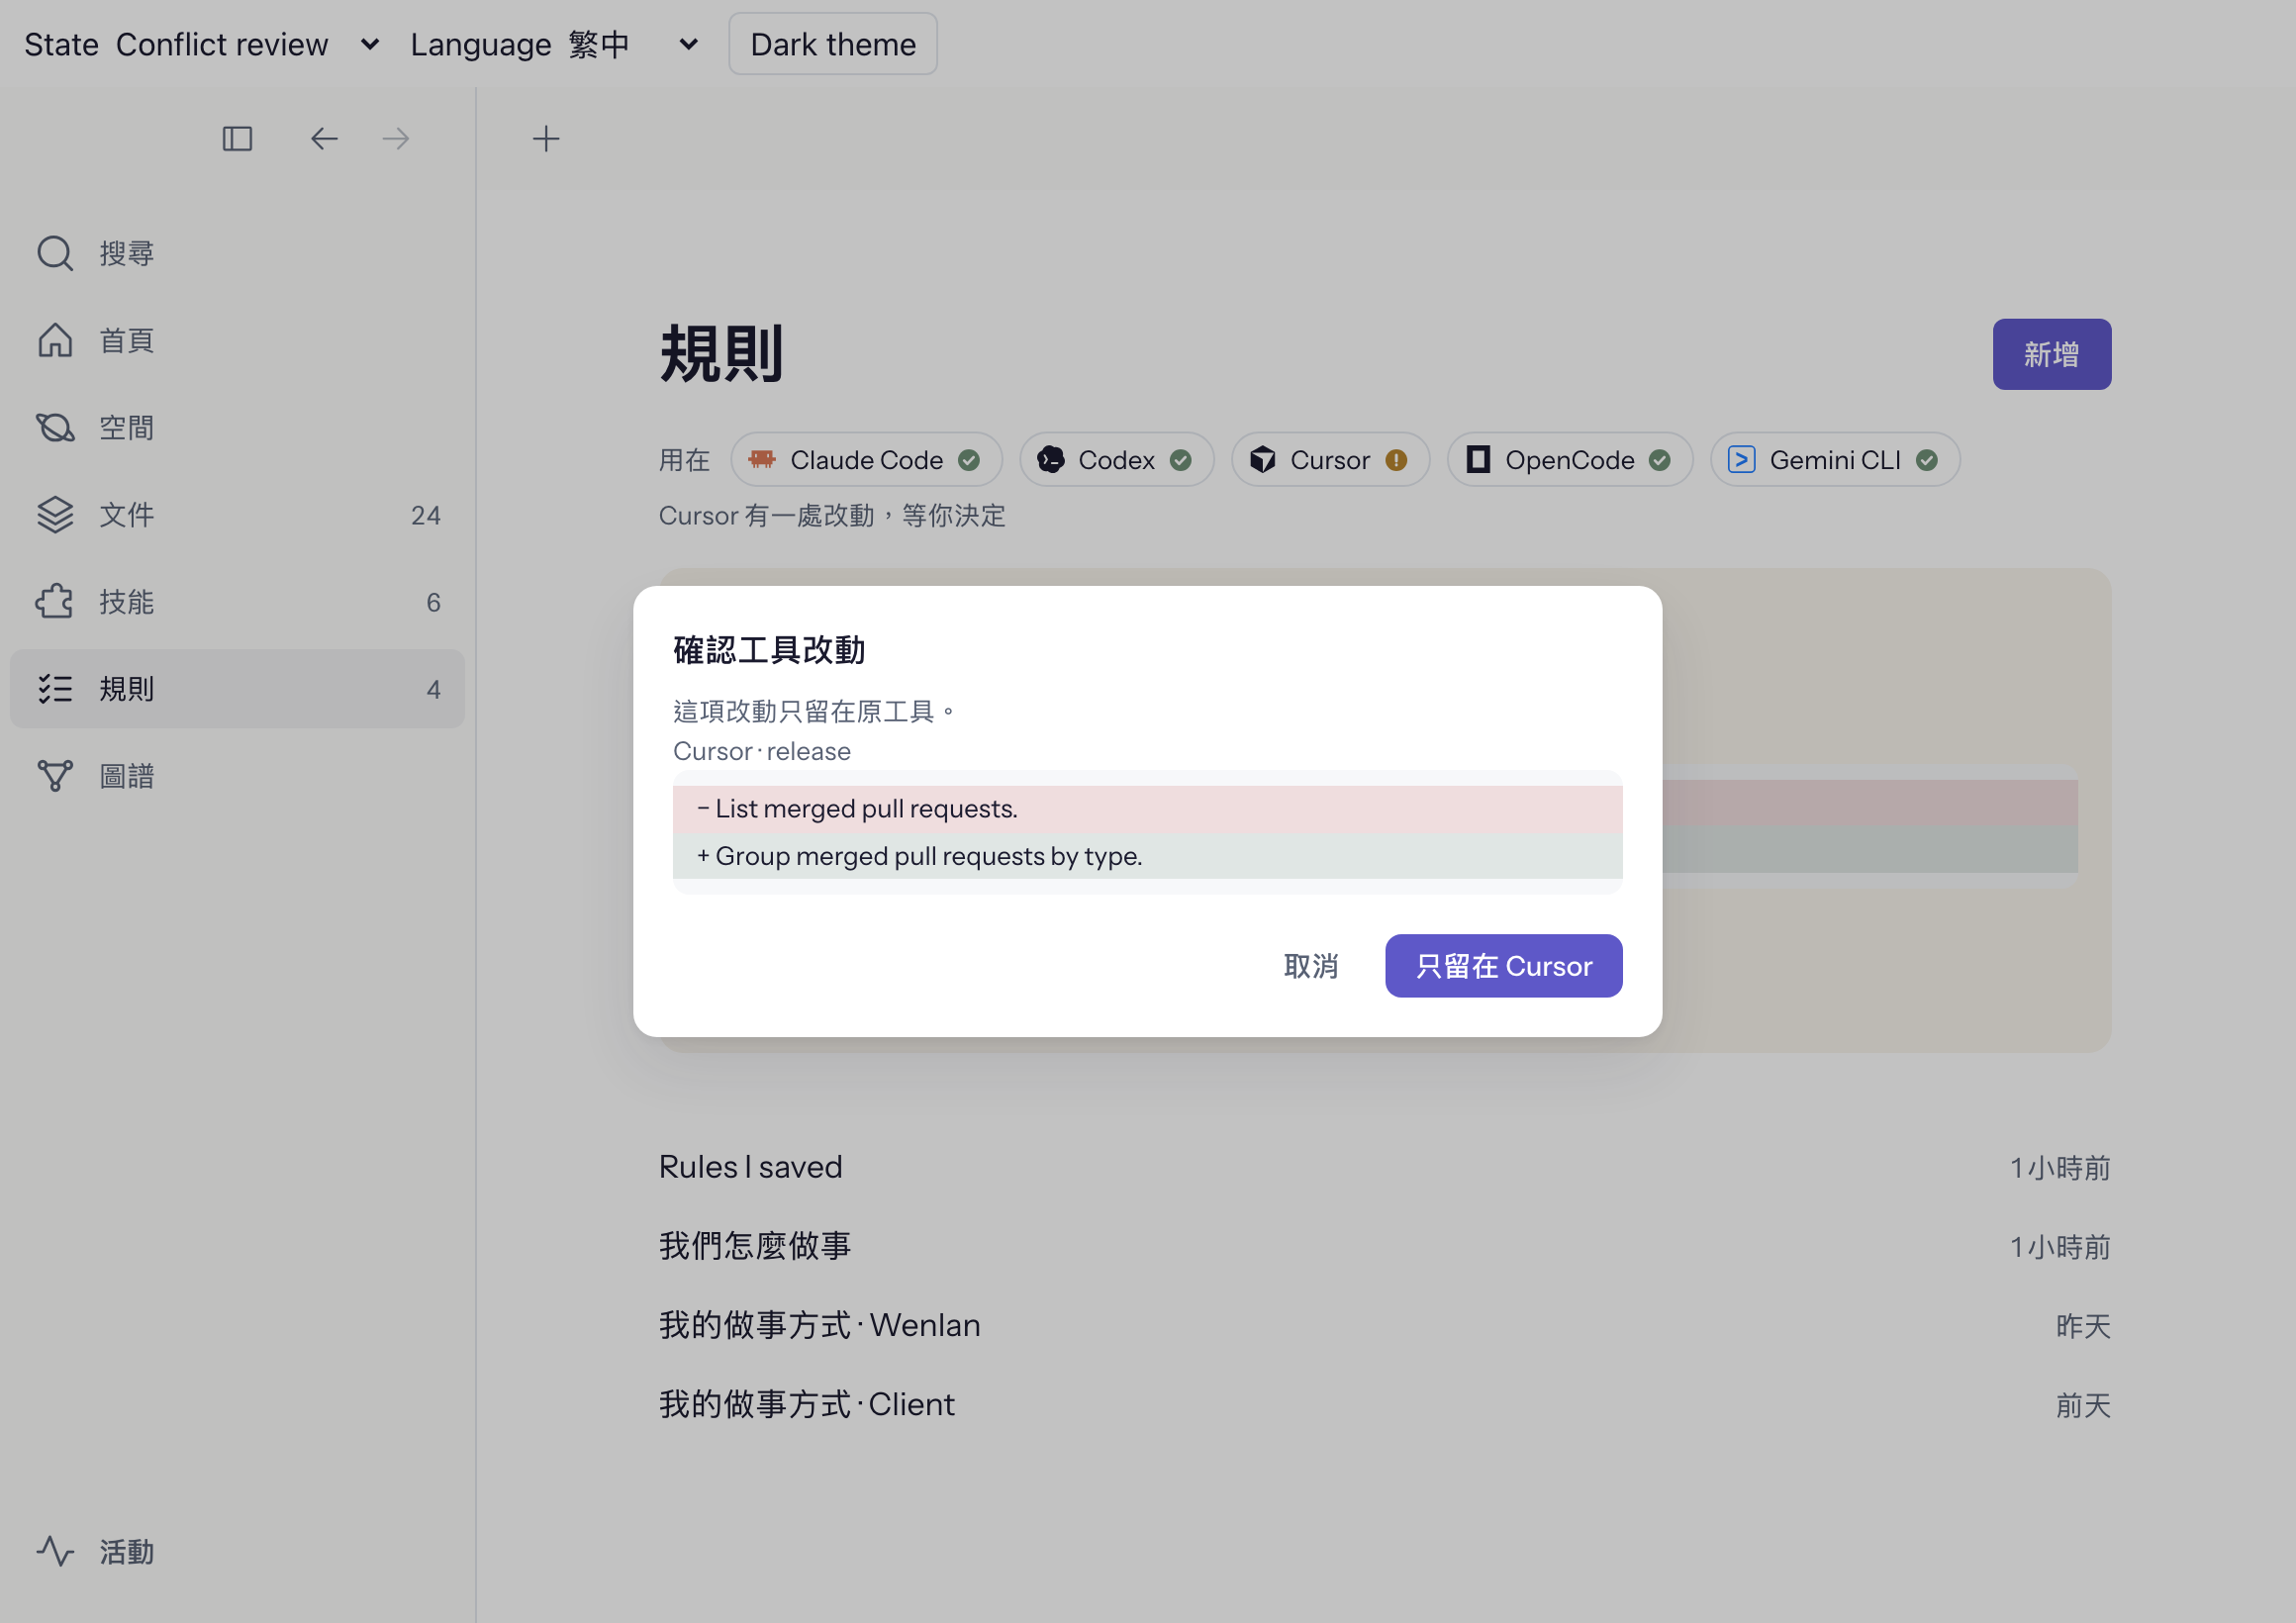 State Conflict review Language 繁中 Dark theme
搜尋
首頁
空間
文件 24
技能 6
規則 4
圖譜
活動
規則
新增
用在 Claude Code Codex Cursor OpenCode Gemini CLI
Cursor 有一處改動，等你決定
確認工具改動
這項改動只留在原工具。
Cursor · release
− List merged pull requests.
+ Group merged pull requests by type.
取消 只留在 Cursor
Rules I saved 1 小時前
我們怎麼做事 1 小時前
我的做事方式 · Wenlan 昨天
我的做事方式 · Client 前天